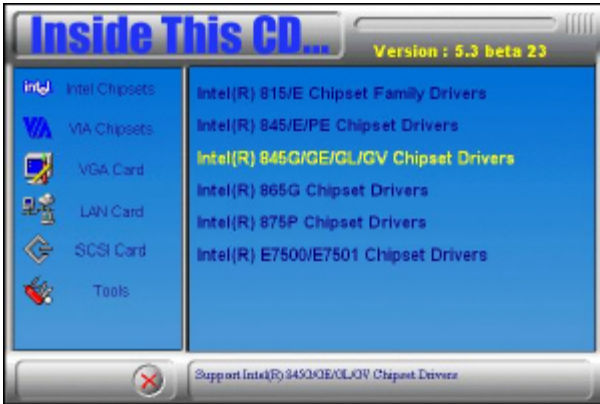 Inside This CD...
Version : 5.3 beta 23
intel Intel Chipsets
VIA VIA Chipsets
VGA Card
LAN Card
SCSI Card
Tools
Intel(R) 815/E Chipset Family Drivers
Intel(R) 845/E/PE Chipset Drivers
Intel(R) 845G/GE/GL/GV Chipset Drivers
Intel(R) 865G Chipset Drivers
Intel(R) 875P Chipset Drivers
Intel(R) E7500/E7501 Chipset Drivers
Support Intel(R) 845G/GE/GL/GV Chipset Drivers